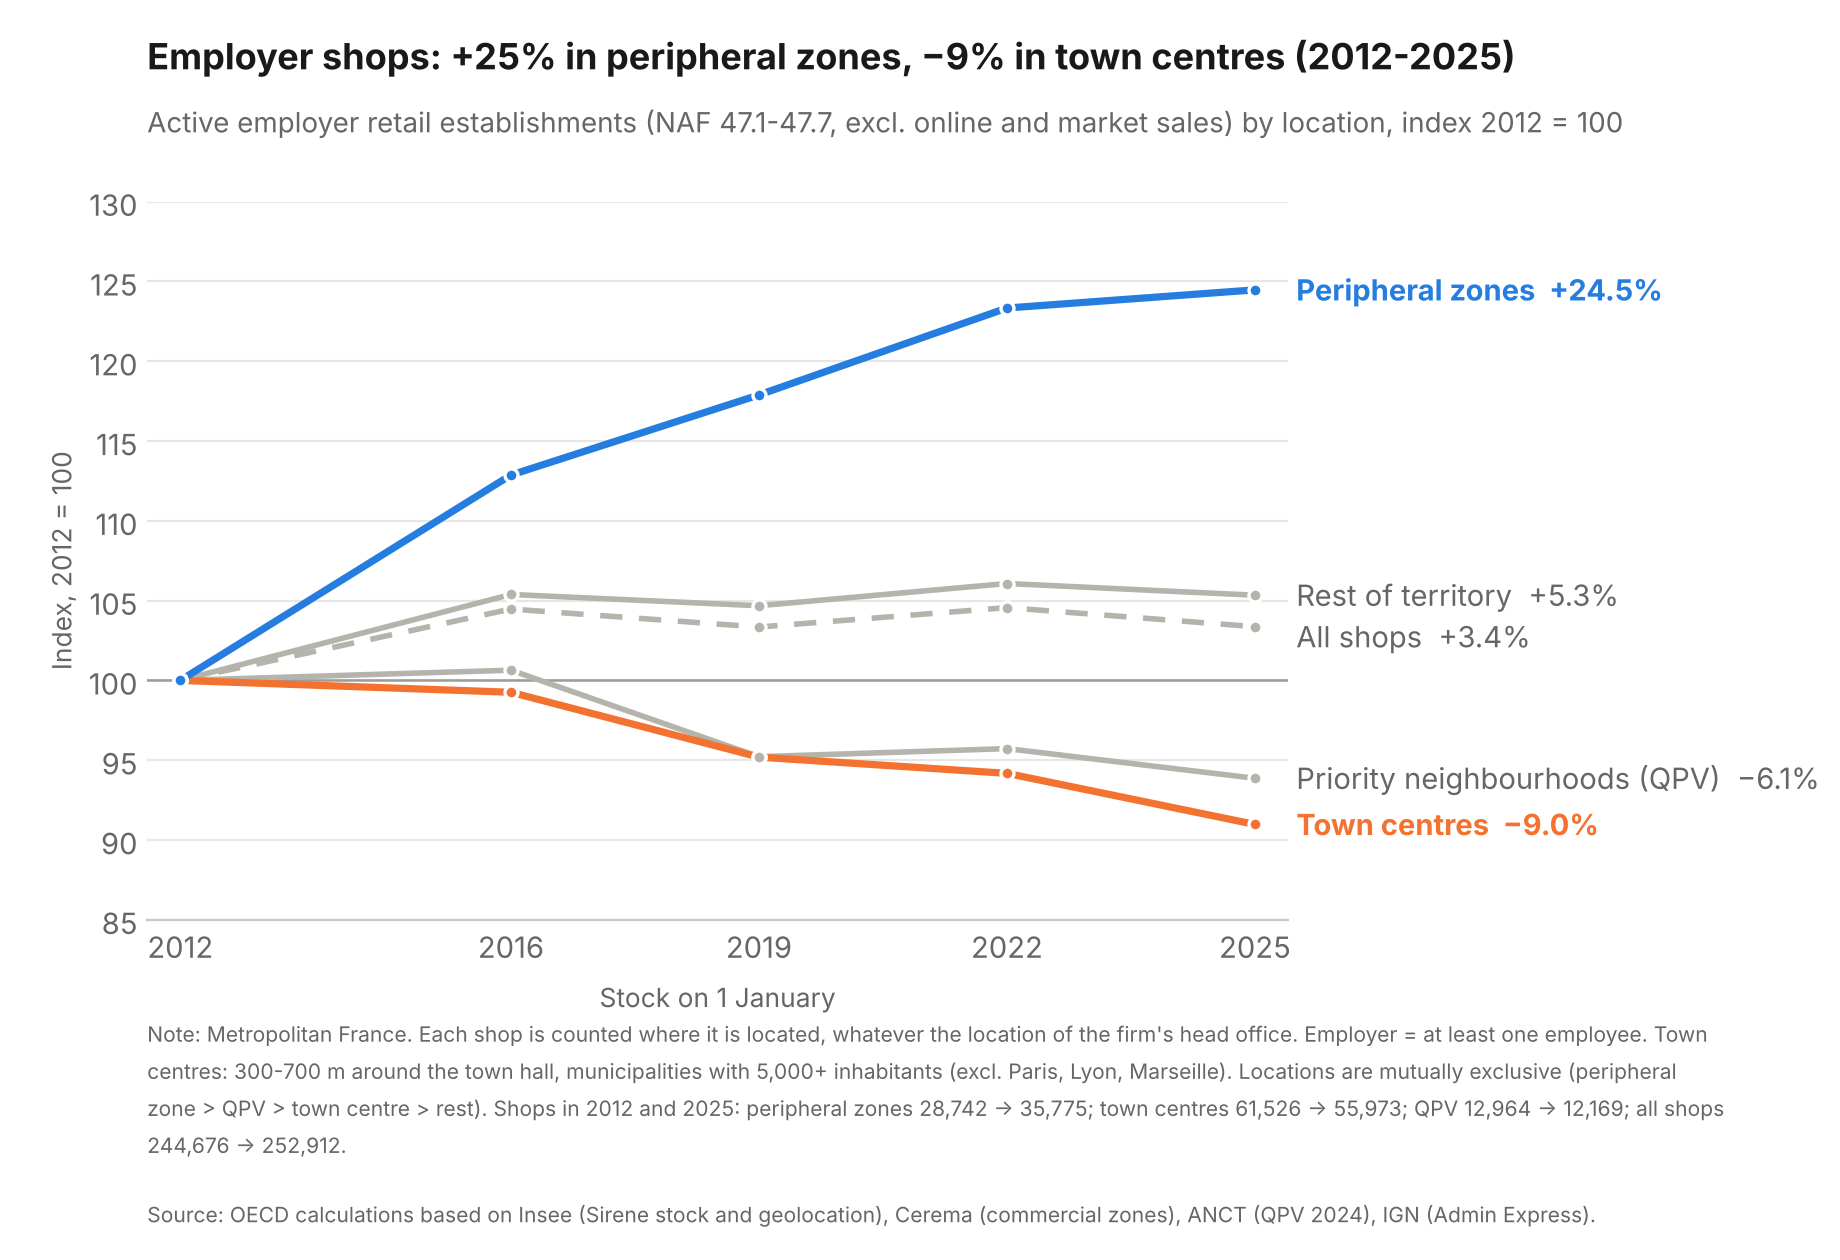 Employer shops: +25% in peripheral zones, −9% in town centres (2012-2025)
Active employer retail establishments (NAF 47.1-47.7, excl. online and market sales) by location, index 2012 = 100
Index, 2012 = 100
130
125
120
115
110
105
100
95
90
85
Peripheral zones +24.5%
Rest of territory +5.3%
All shops +3.4%
Priority neighbourhoods (QPV) −6.1%
Town centres −9.0%
2012 2016 2019 2022 2025
Stock on 1 January
Note: Metropolitan France. Each shop is counted where it is located, whatever the location of the firm's head office. Employer = at least one employee. Town
centres: 300-700 m around the town hall, municipalities with 5,000+ inhabitants (excl. Paris, Lyon, Marseille). Locations are mutually exclusive (peripheral
zone > QPV > town centre > rest). Shops in 2012 and 2025: peripheral zones 28,742 → 35,775; town centres 61,526 → 55,973; QPV 12,964 → 12,169; all shops
244,676 → 252,912.
Source: OECD calculations based on Insee (Sirene stock and geolocation), Cerema (commercial zones), ANCT (QPV 2024), IGN (Admin Express).